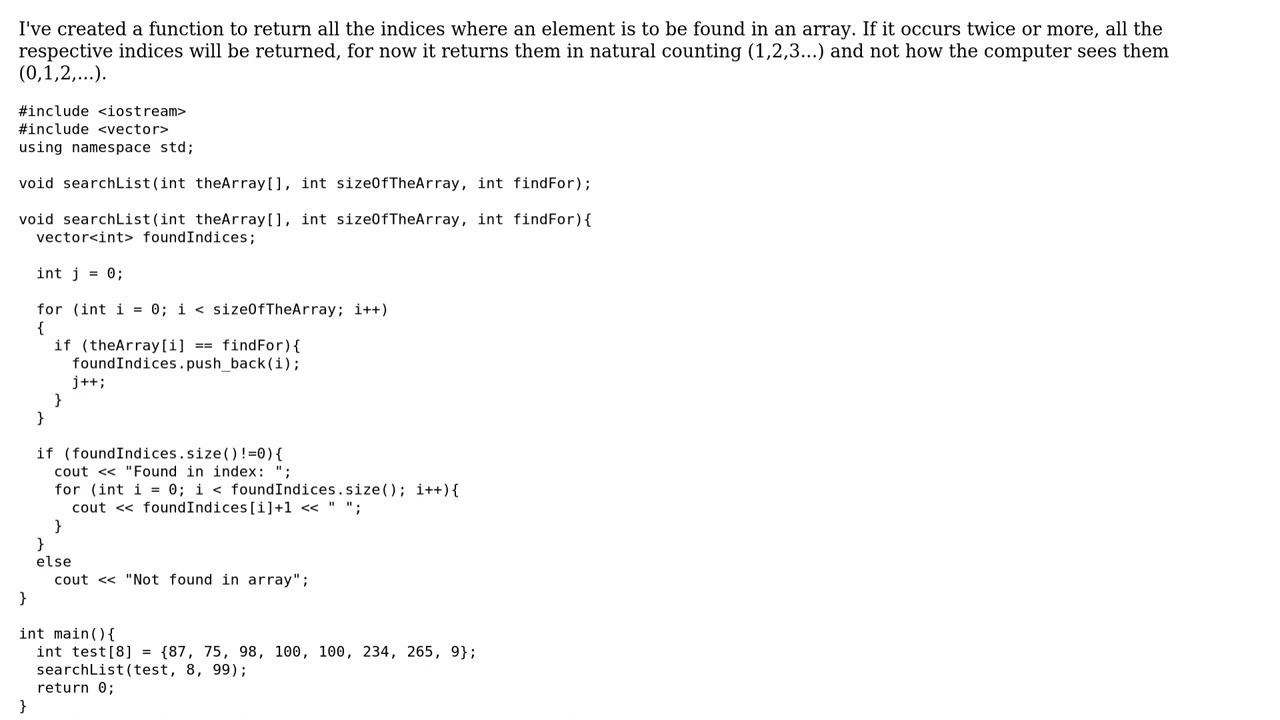 I've created a function to return all the indices where an element is to be found in an array. If it occurs twice or more, all the
respective indices will be returned, for now it returns them in natural counting (1,2,3...) and not how the computer sees them
(0,1,2,...).
#include <iostream>
#include <vector>
using namespace std;
void searchList(int theArray[], int sizeOfTheArray, int findFor);
void searchList(int theArray[], int sizeOfTheArray, int findFor){
  vector<int> foundIndices;
  int j = 0;
  for (int i = 0; i < sizeOfTheArray; i++)
  {
    if (theArray[i] == findFor){
      foundIndices.push_back(i);
      j++;
    }
  }
  if (foundIndices.size()!=0){
    cout << "Found in index: ";
    for (int i = 0; i < foundIndices.size(); i++){
      cout << foundIndices[i]+1 << " ";
    }
  }
  else
    cout << "Not found in array";
}
int main(){
  int test[8] = {87, 75, 98, 100, 100, 234, 265, 9};
  searchList(test, 8, 99);
  return 0;
}